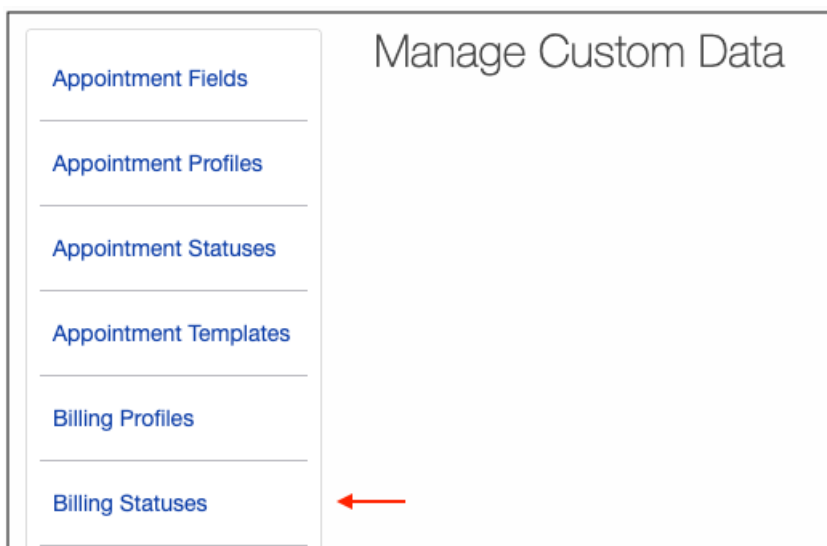 Manage Custom Data
Appointment Fields
Appointment Profiles
Appointment Statuses
Appointment Templates
Billing Profiles
Billing Statuses